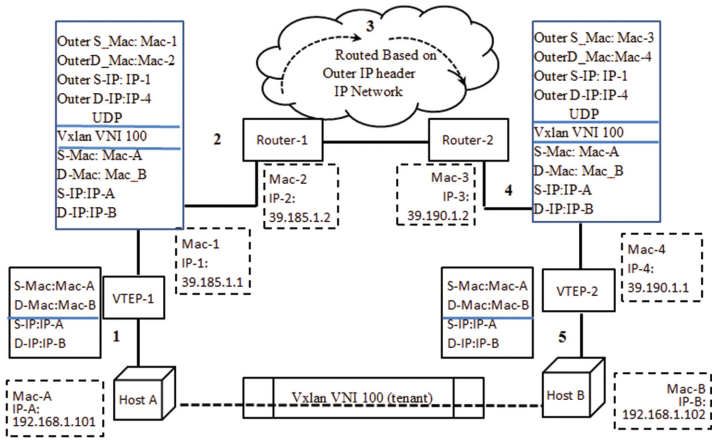 3
Outer S_Mac: Mac-1
OuterD_Mac:Mac-2
Outer S-IP: IP-1
Outer D-IP:IP-4
UDP
Vxlan VNI 100
S-Mac: Mac-A
D-Mac: Mac_B
S-IP:IP-A
D-IP:IP-B
Routed Based on
Outer IP header
IP Network
Outer S_Mac: Mac-3
OuterD_Mac:Mac-4
Outer S-IP: IP-1
Outer D-IP:IP-4
UDP
Vxlan VNI 100
S-Mac: Mac-A
D-Mac: Mac_B
S-IP:IP-A
D-IP:IP-B
2
Router-1
Router-2
Mac-2
IP-2:
39.185.1.2
Mac-3
IP-3:
39.190.1.2
4
Mac-1
IP-1:
39.185.1.1
Mac-4
IP-4:
39.190.1.1
S-Mac:Mac-A
D-Mac:Mac-B
S-IP:IP-A
D-IP:IP-B
VTEP-1
1
S-Mac:Mac-A
D-Mac:Mac-B
S-IP:IP-A
D-IP:IP-B
VTEP-2
5
Mac-A
IP-A:
192.168.1.101
Host A
Vxlan VNI 100 (tenant)
Host B
Mac-B
IP-B:
192.168.1.102